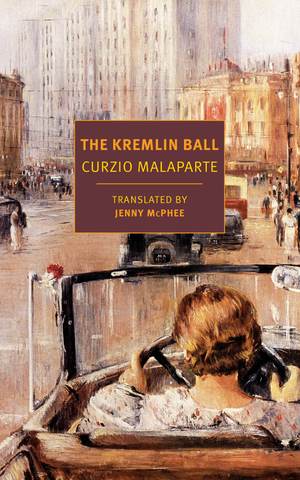 THE KREMLIN BALL
CURZIO MALAPARTE
TRANSLATED BY
JENNY McPHEE